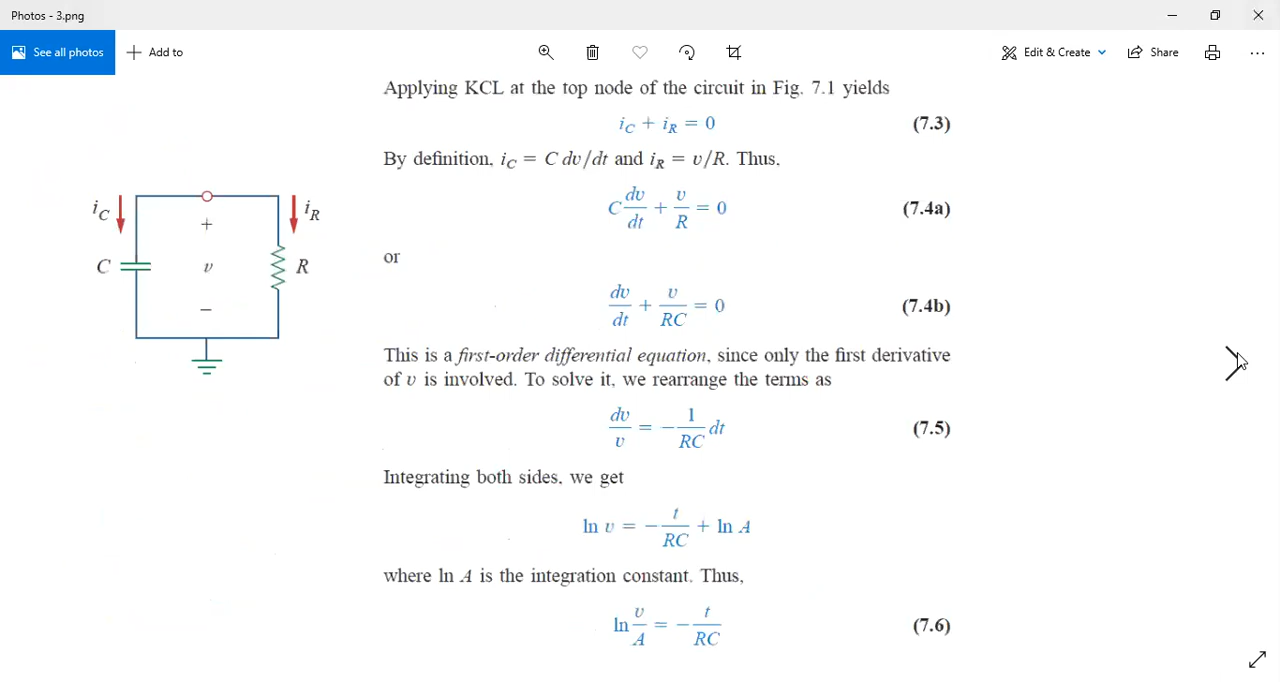 Photos - 3.png
See all photos
Add to
Edit & Create
Share
Applying KCL at the top node of the circuit in Fig. 7.1 yields
i_C + i_R = 0 (7.3)
By definition, i_C = C dv/dt and i_R = v/R. Thus,
C dv/dt + v/R = 0 (7.4a)
or
dv/dt + v/RC = 0 (7.4b)
This is a first-order differential equation, since only the first derivative
of v is involved. To solve it, we rearrange the terms as
dv/v = − 1/RC dt (7.5)
Integrating both sides, we get
ln v = − t/RC + ln A
where ln A is the integration constant. Thus,
ln v/A = − t/RC (7.6)
i_C
+
i_R
C
v
R
−